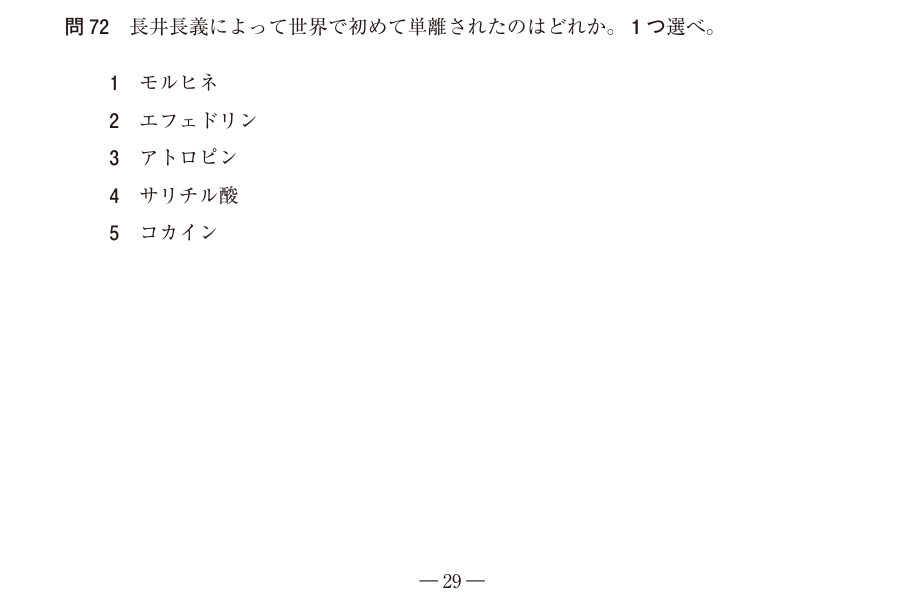 問 72　長井長義によって世界で初めて単離されたのはどれか。1 つ選べ。
1　モルヒネ
2　エフェドリン
3　アトロピン
4　サリチル酸
5　コカイン
— 29 —